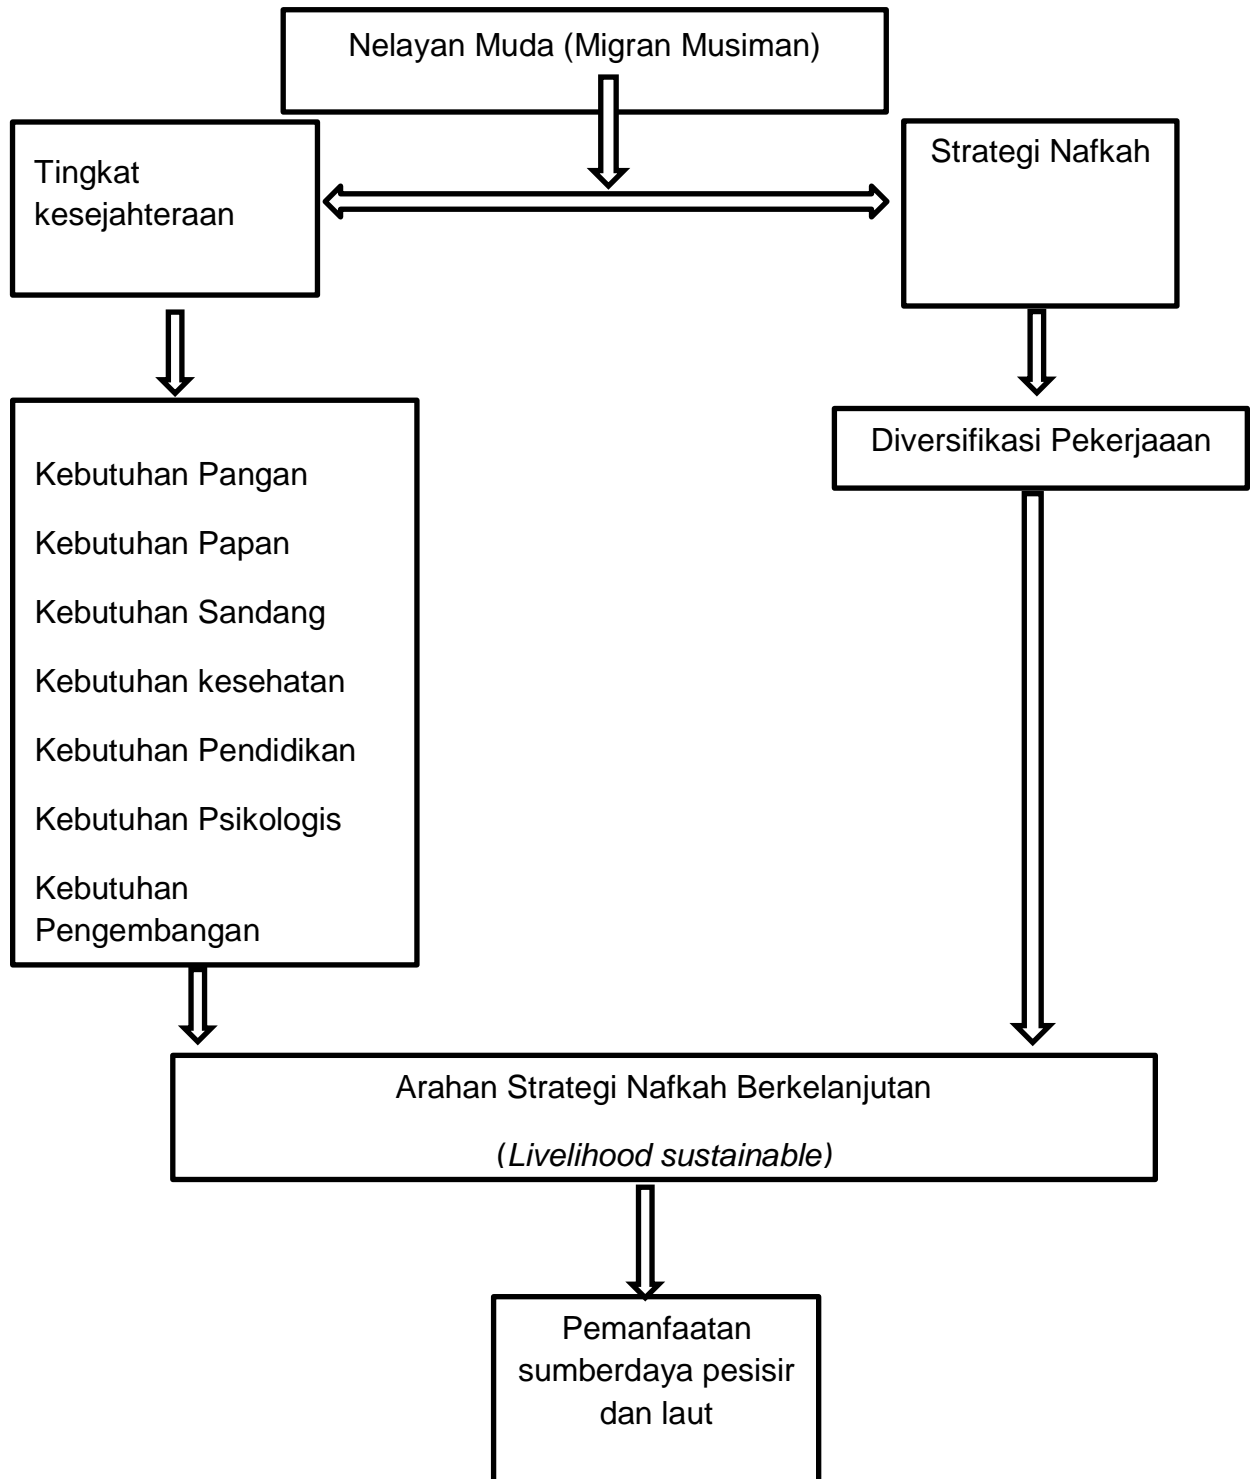 Nelayan Muda (Migran Musiman)
Tingkat
kesejahteraan
Strategi Nafkah
Kebutuhan Pangan
Kebutuhan Papan
Kebutuhan Sandang
Kebutuhan kesehatan
Kebutuhan Pendidikan
Kebutuhan Psikologis
Kebutuhan
Pengembangan
Diversifikasi Pekerjaaan
Arahan Strategi Nafkah Berkelanjutan
(Livelihood sustainable)
Pemanfaatan
sumberdaya pesisir
dan laut